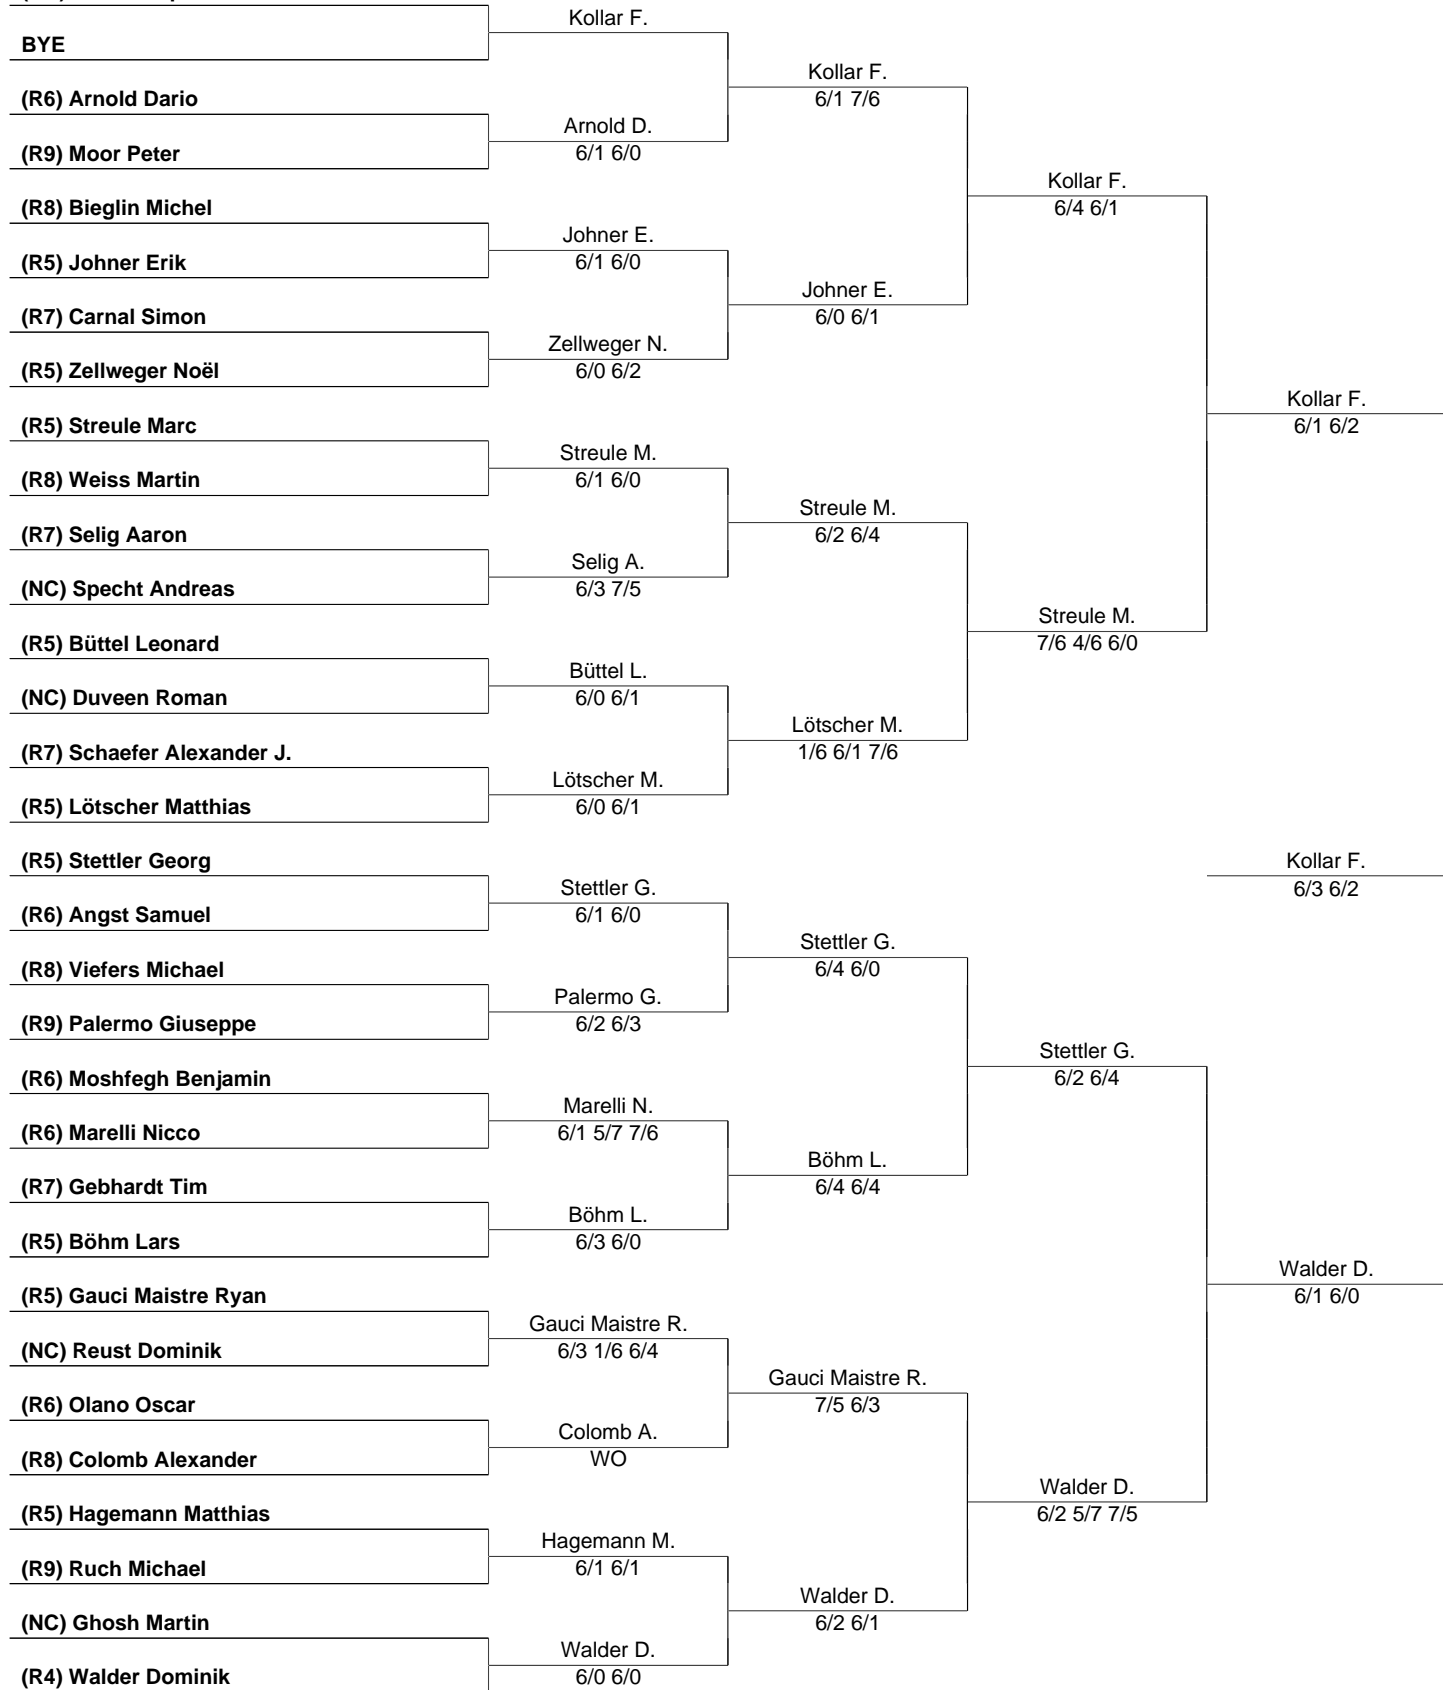 BYE
(R6) Arnold Dario
(R9) Moor Peter
(R8) Bieglin Michel
(R5) Johner Erik
(R7) Carnal Simon
(R5) Zellweger Noël
(R5) Streule Marc
(R8) Weiss Martin
(R7) Selig Aaron
(NC) Specht Andreas
(R5) Büttel Leonard
(NC) Duveen Roman
(R7) Schaefer Alexander J.
(R5) Lötscher Matthias
(R5) Stettler Georg
(R6) Angst Samuel
(R8) Viefers Michael
(R9) Palermo Giuseppe
(R6) Moshfegh Benjamin
(R6) Marelli Nicco
(R7) Gebhardt Tim
(R5) Böhm Lars
(R5) Gauci Maistre Ryan
(NC) Reust Dominik
(R6) Olano Oscar
(R8) Colomb Alexander
(R5) Hagemann Matthias
(R9) Ruch Michael
(NC) Ghosh Martin
(R4) Walder Dominik
Kollar F.
Arnold D.
6/1 6/0
Johner E.
6/1 6/0
Zellweger N.
6/0 6/2
Streule M.
6/1 6/0
Selig A.
6/3 7/5
Büttel L.
6/0 6/1
Lötscher M.
6/0 6/1
Stettler G.
6/1 6/0
Palermo G.
6/2 6/3
Marelli N.
6/1 5/7 7/6
Böhm L.
6/3 6/0
Gauci Maistre R.
6/3 1/6 6/4
Colomb A.
WO
Hagemann M.
6/1 6/1
Walder D.
6/0 6/0
Kollar F.
6/1 7/6
Johner E.
6/0 6/1
Streule M.
6/2 6/4
Lötscher M.
1/6 6/1 7/6
Stettler G.
6/4 6/0
Böhm L.
6/4 6/4
Gauci Maistre R.
7/5 6/3
Walder D.
6/2 6/1
Kollar F.
6/4 6/1
Streule M.
7/6 4/6 6/0
Stettler G.
6/2 6/4
Walder D.
6/2 5/7 7/5
Kollar F.
6/1 6/2
Kollar F.
6/3 6/2
Walder D.
6/1 6/0